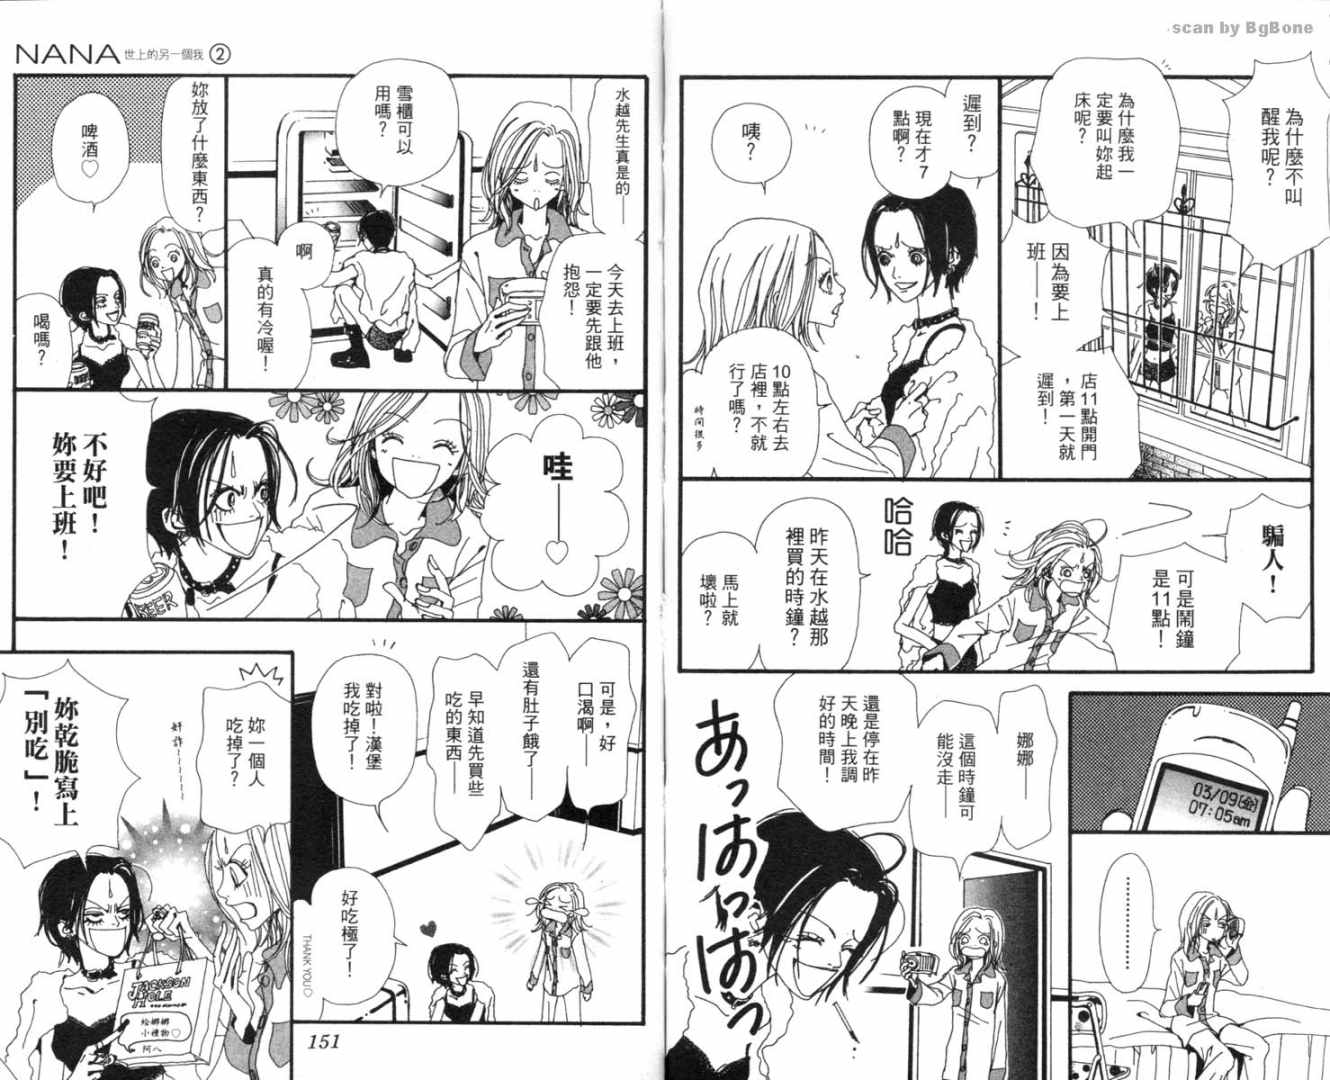 scan by BgBone
NANA 世上的另一個我 ②
為什麼不叫
醒我呢？
為什麼我一
定要叫妳起
床呢？
因為要上
班——！
店11點開門
，第一天就
遲到！
遲到？
現在才7
點啊？
咦？
10點左右去
店裡，不就
行了嗎？
時間很多
騙人！
可是鬧鐘
是11點！
哈哈
昨天在水越那
裡買的時鐘？
馬上就
壞啦？
03/09(金)
07:05am
…………
娜娜——
這個時鐘可
能沒走——
還是停在昨
天晚上我調
好的時間！
あっはっはっはっ
水越先生真是的——
今天去上班，
一定要先跟他
抱怨！
雪櫃可以
用嗎？
啊
真的有冷喔！
妳放了什麼東西？
啤酒♡
喝嗎？
哇——♡
不好吧！
妳要上班！
BEER
可是，好
口渴啊——
還有肚子餓了——
早知道先買些
吃的東西——
對啦！漢堡
我吃掉了！
好吃極了！
THANK YOU♡
妳一個人
吃掉了？
奸詐～～～
妳乾脆寫上
「別吃」！
JACKSON
HOLE
給娜娜
小禮物♡
阿八
151